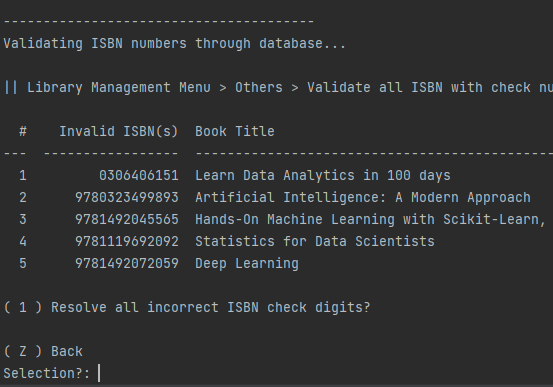 ---------------------------------------
Validating ISBN numbers through database...
|| Library Management Menu > Others > Validate all ISBN with check nu
# Invalid ISBN(s) Book Title
--- ----------------- ---------------------------------------------
1 0306406151 Learn Data Analytics in 100 days
2 9780323499893 Artificial Intelligence: A Modern Approach
3 9781492045565 Hands-On Machine Learning with Scikit-Learn,
4 9781119692092 Statistics for Data Scientists
5 9781492072059 Deep Learning
( 1 ) Resolve all incorrect ISBN check digits?
( Z ) Back
Selection?: